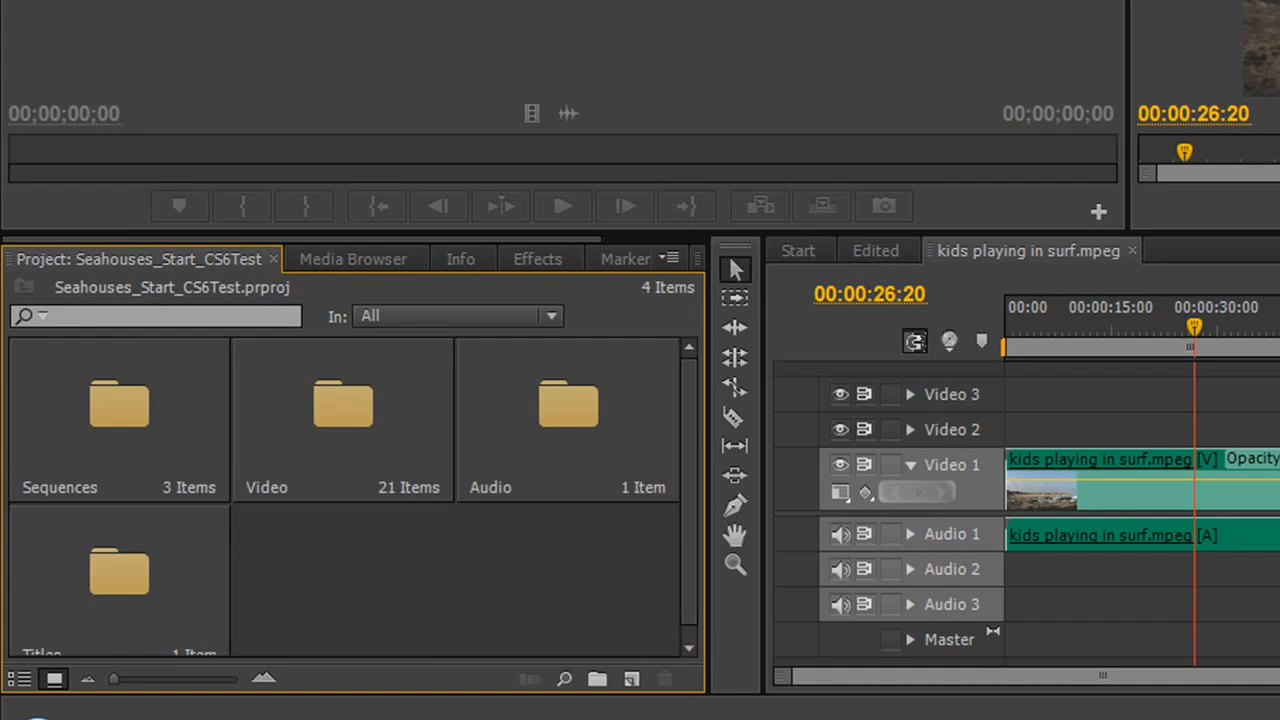 00;00;00;00
00;00;00;00
00:00:26:20
Project: Seahouses_Start_CS6Test ×
Media Browser
Info
Effects
Marker
Seahouses_Start_CS6Test.prproj
4 Items
In: All
Sequences 3 Items
Video 21 Items
Audio 1 Item
Titles 1 Item
Start
Edited
kids playing in surf.mpeg ×
00:00:26:20
00:00 00:00:15:00 00:00:30:00
Video 3
Video 2
Video 1
kids playing in surf.mpeg [V] Opacity
Audio 1
kids playing in surf.mpeg [A]
Audio 2
Audio 3
Master